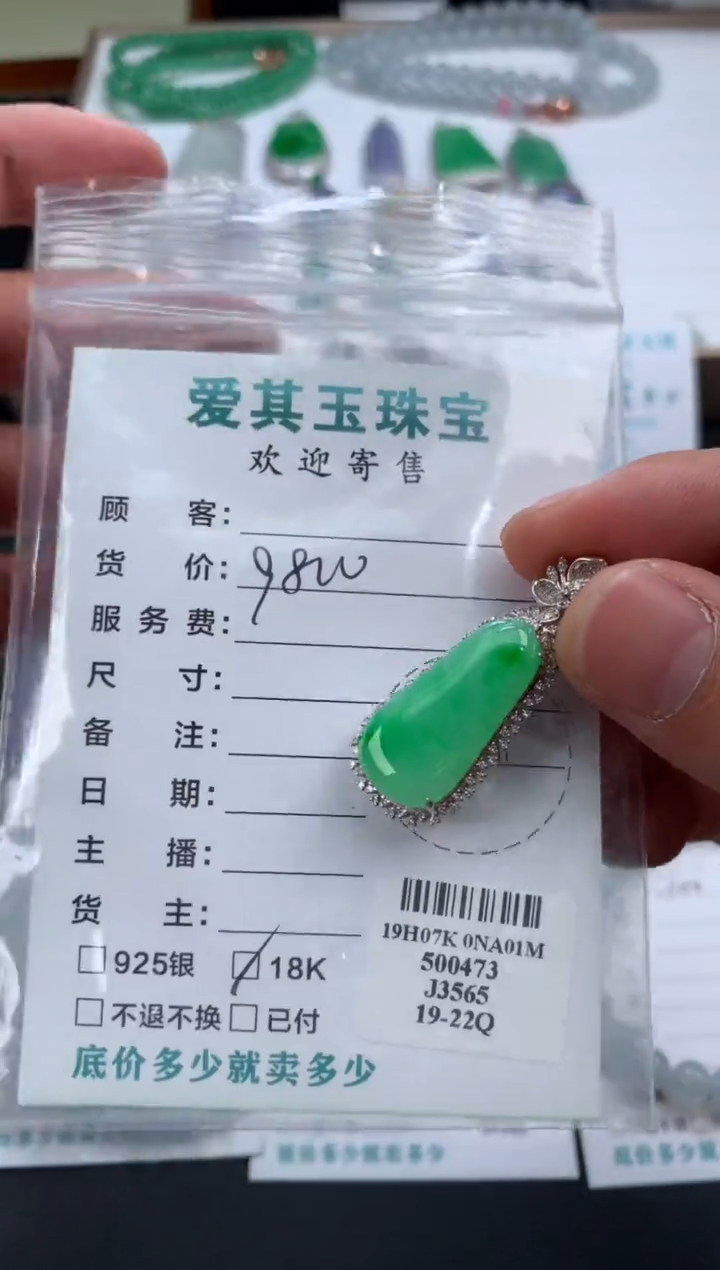 爱其玉珠宝
欢迎寄售
顾 客:
货 价: 9800
服务费:
尺 寸:
备 注:
日 期:
主 播:
货 主:
925银 18K
不退不换 已付
底价多少就卖多少
19H07K 0NA01M
500473
J3565
19-22Q